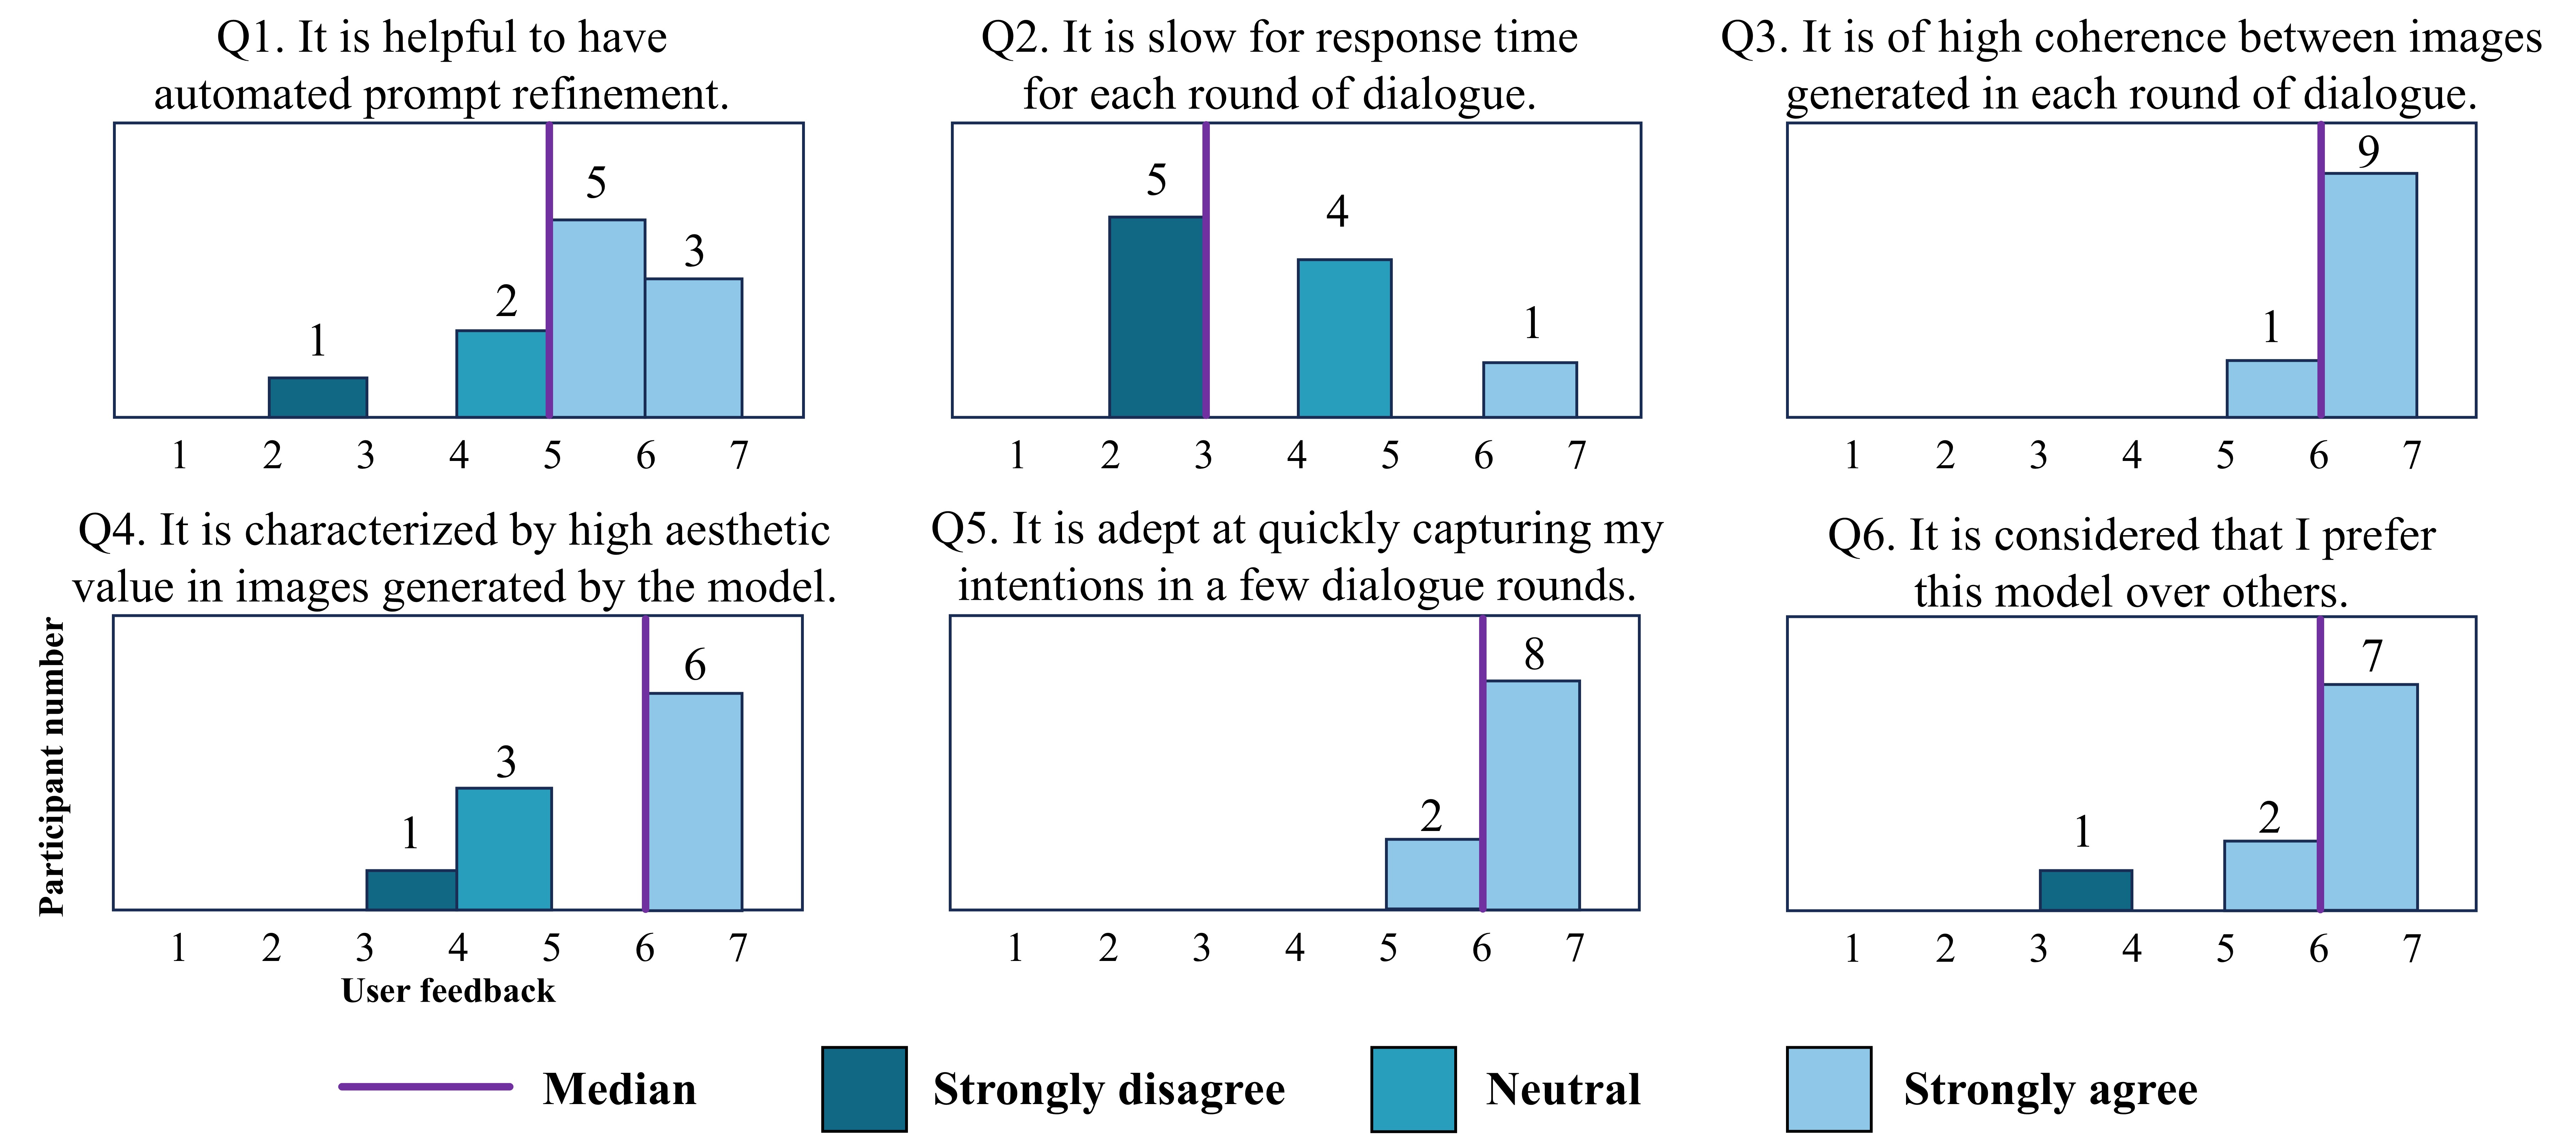 Q1. It is helpful to have
automated prompt refinement.
1
2
5
3
1 2 3 4 5 6 7
Q2. It is slow for response time
for each round of dialogue.
5
4
1
1 2 3 4 5 6 7
Q3. It is of high coherence between images
generated in each round of dialogue.
1
9
1 2 3 4 5 6 7
Q4. It is characterized by high aesthetic
value in images generated by the model.
Participant number
1
3
6
1 2 3 4 5 6 7
User feedback
Q5. It is adept at quickly capturing my
intentions in a few dialogue rounds.
2
8
1 2 3 4 5 6 7
Q6. It is considered that I prefer
this model over others.
1
2
7
1 2 3 4 5 6 7
Median
Strongly disagree
Neutral
Strongly agree